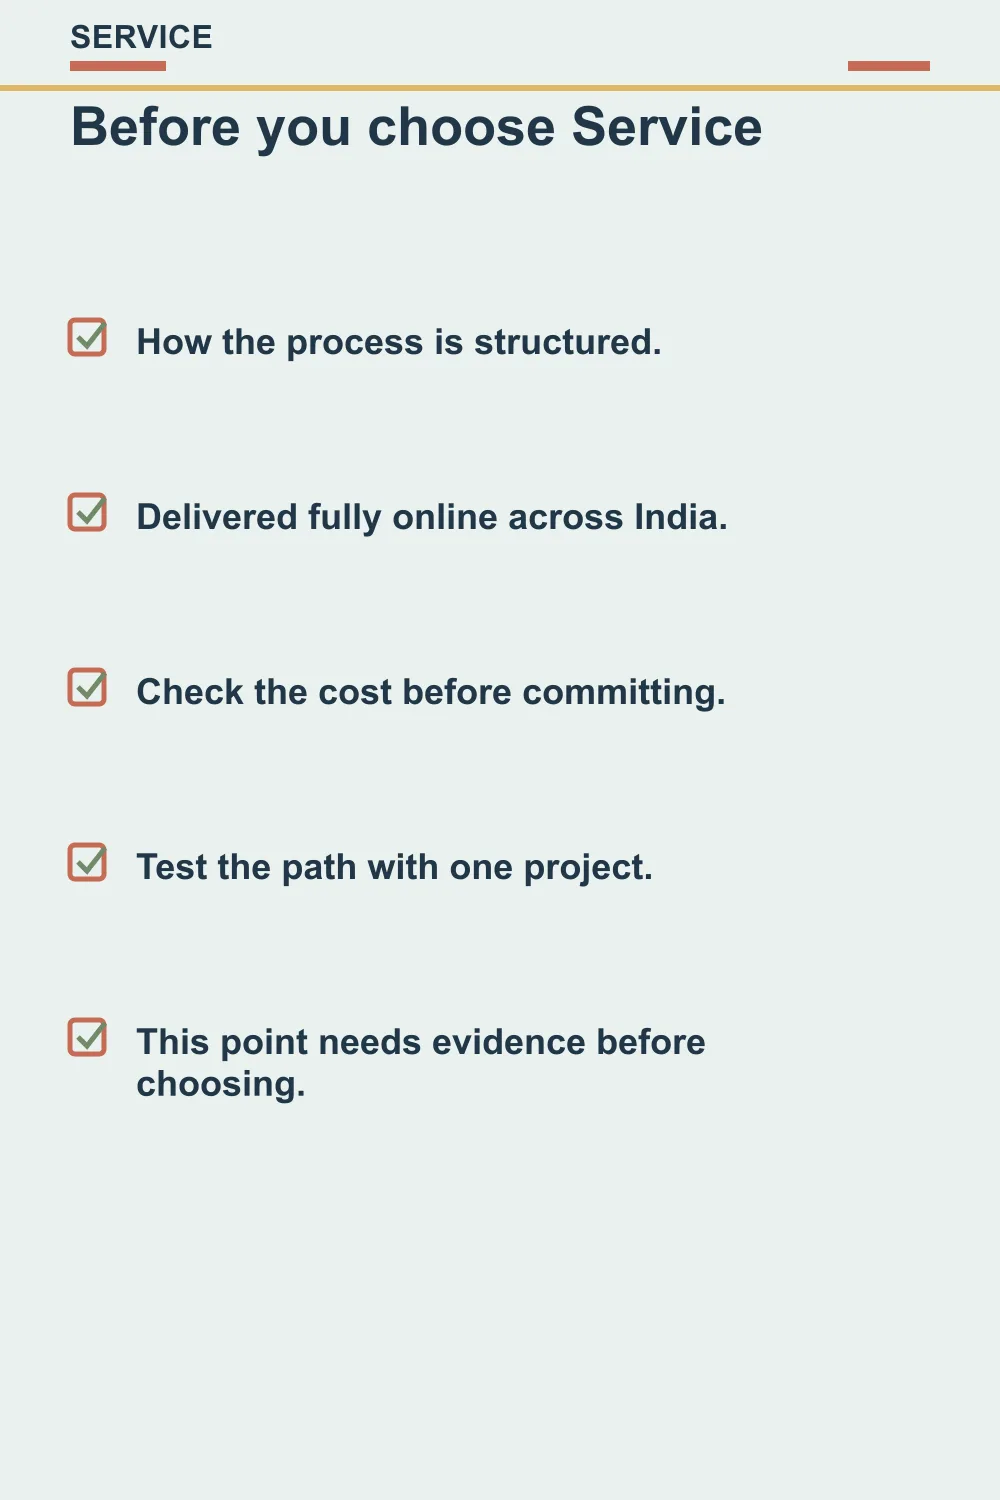 SERVICE
Before you choose Service
How the process is structured.
Delivered fully online across India.
Check the cost before committing.
Test the path with one project.
This point needs evidence before
choosing.